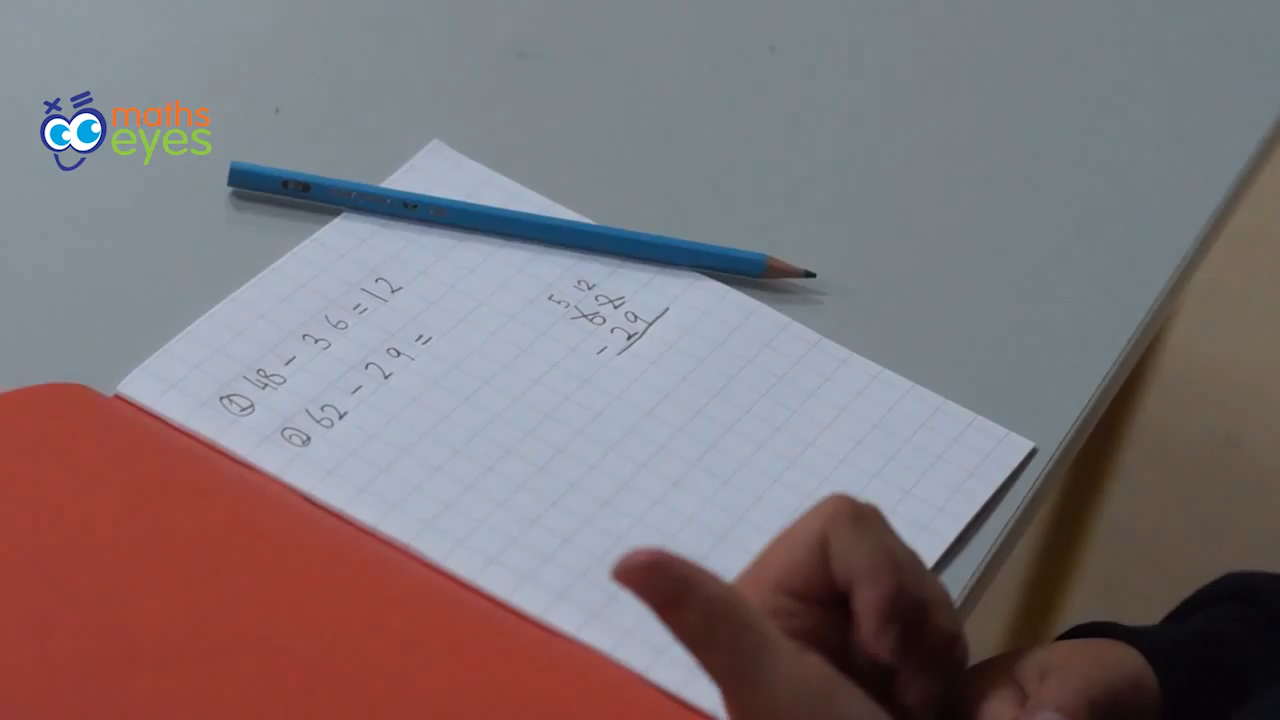 maths
eyes
① 48 - 36 = 12
② 62 - 29 =
5 12
62
- 29